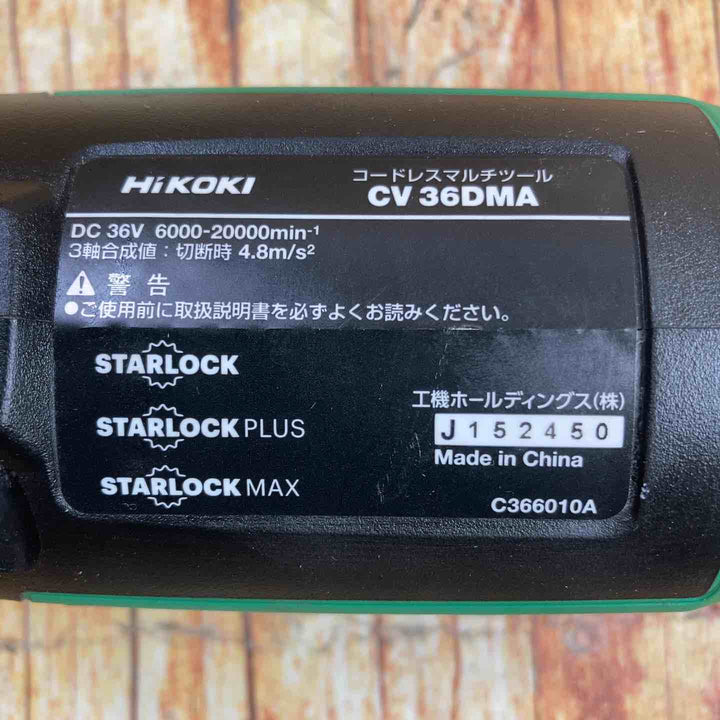 HiKOKI
コードレスマルチツール
CV 36DMA
DC 36V 6000-20000min-1
3軸合成値:切断時 4.8m/s²
警告
●ご使用前に取扱説明書を必ずよくお読みください。
STARLOCK
STARLOCK PLUS
STARLOCK MAX
工機ホールディングス(株)
J152450
Made in China
C366010A